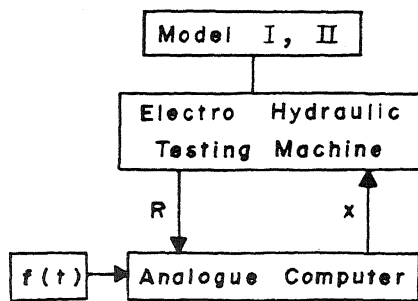 Model I, II
Electro Hydraulic
Testing Machine
R
x
f(t)
Analogue Computer